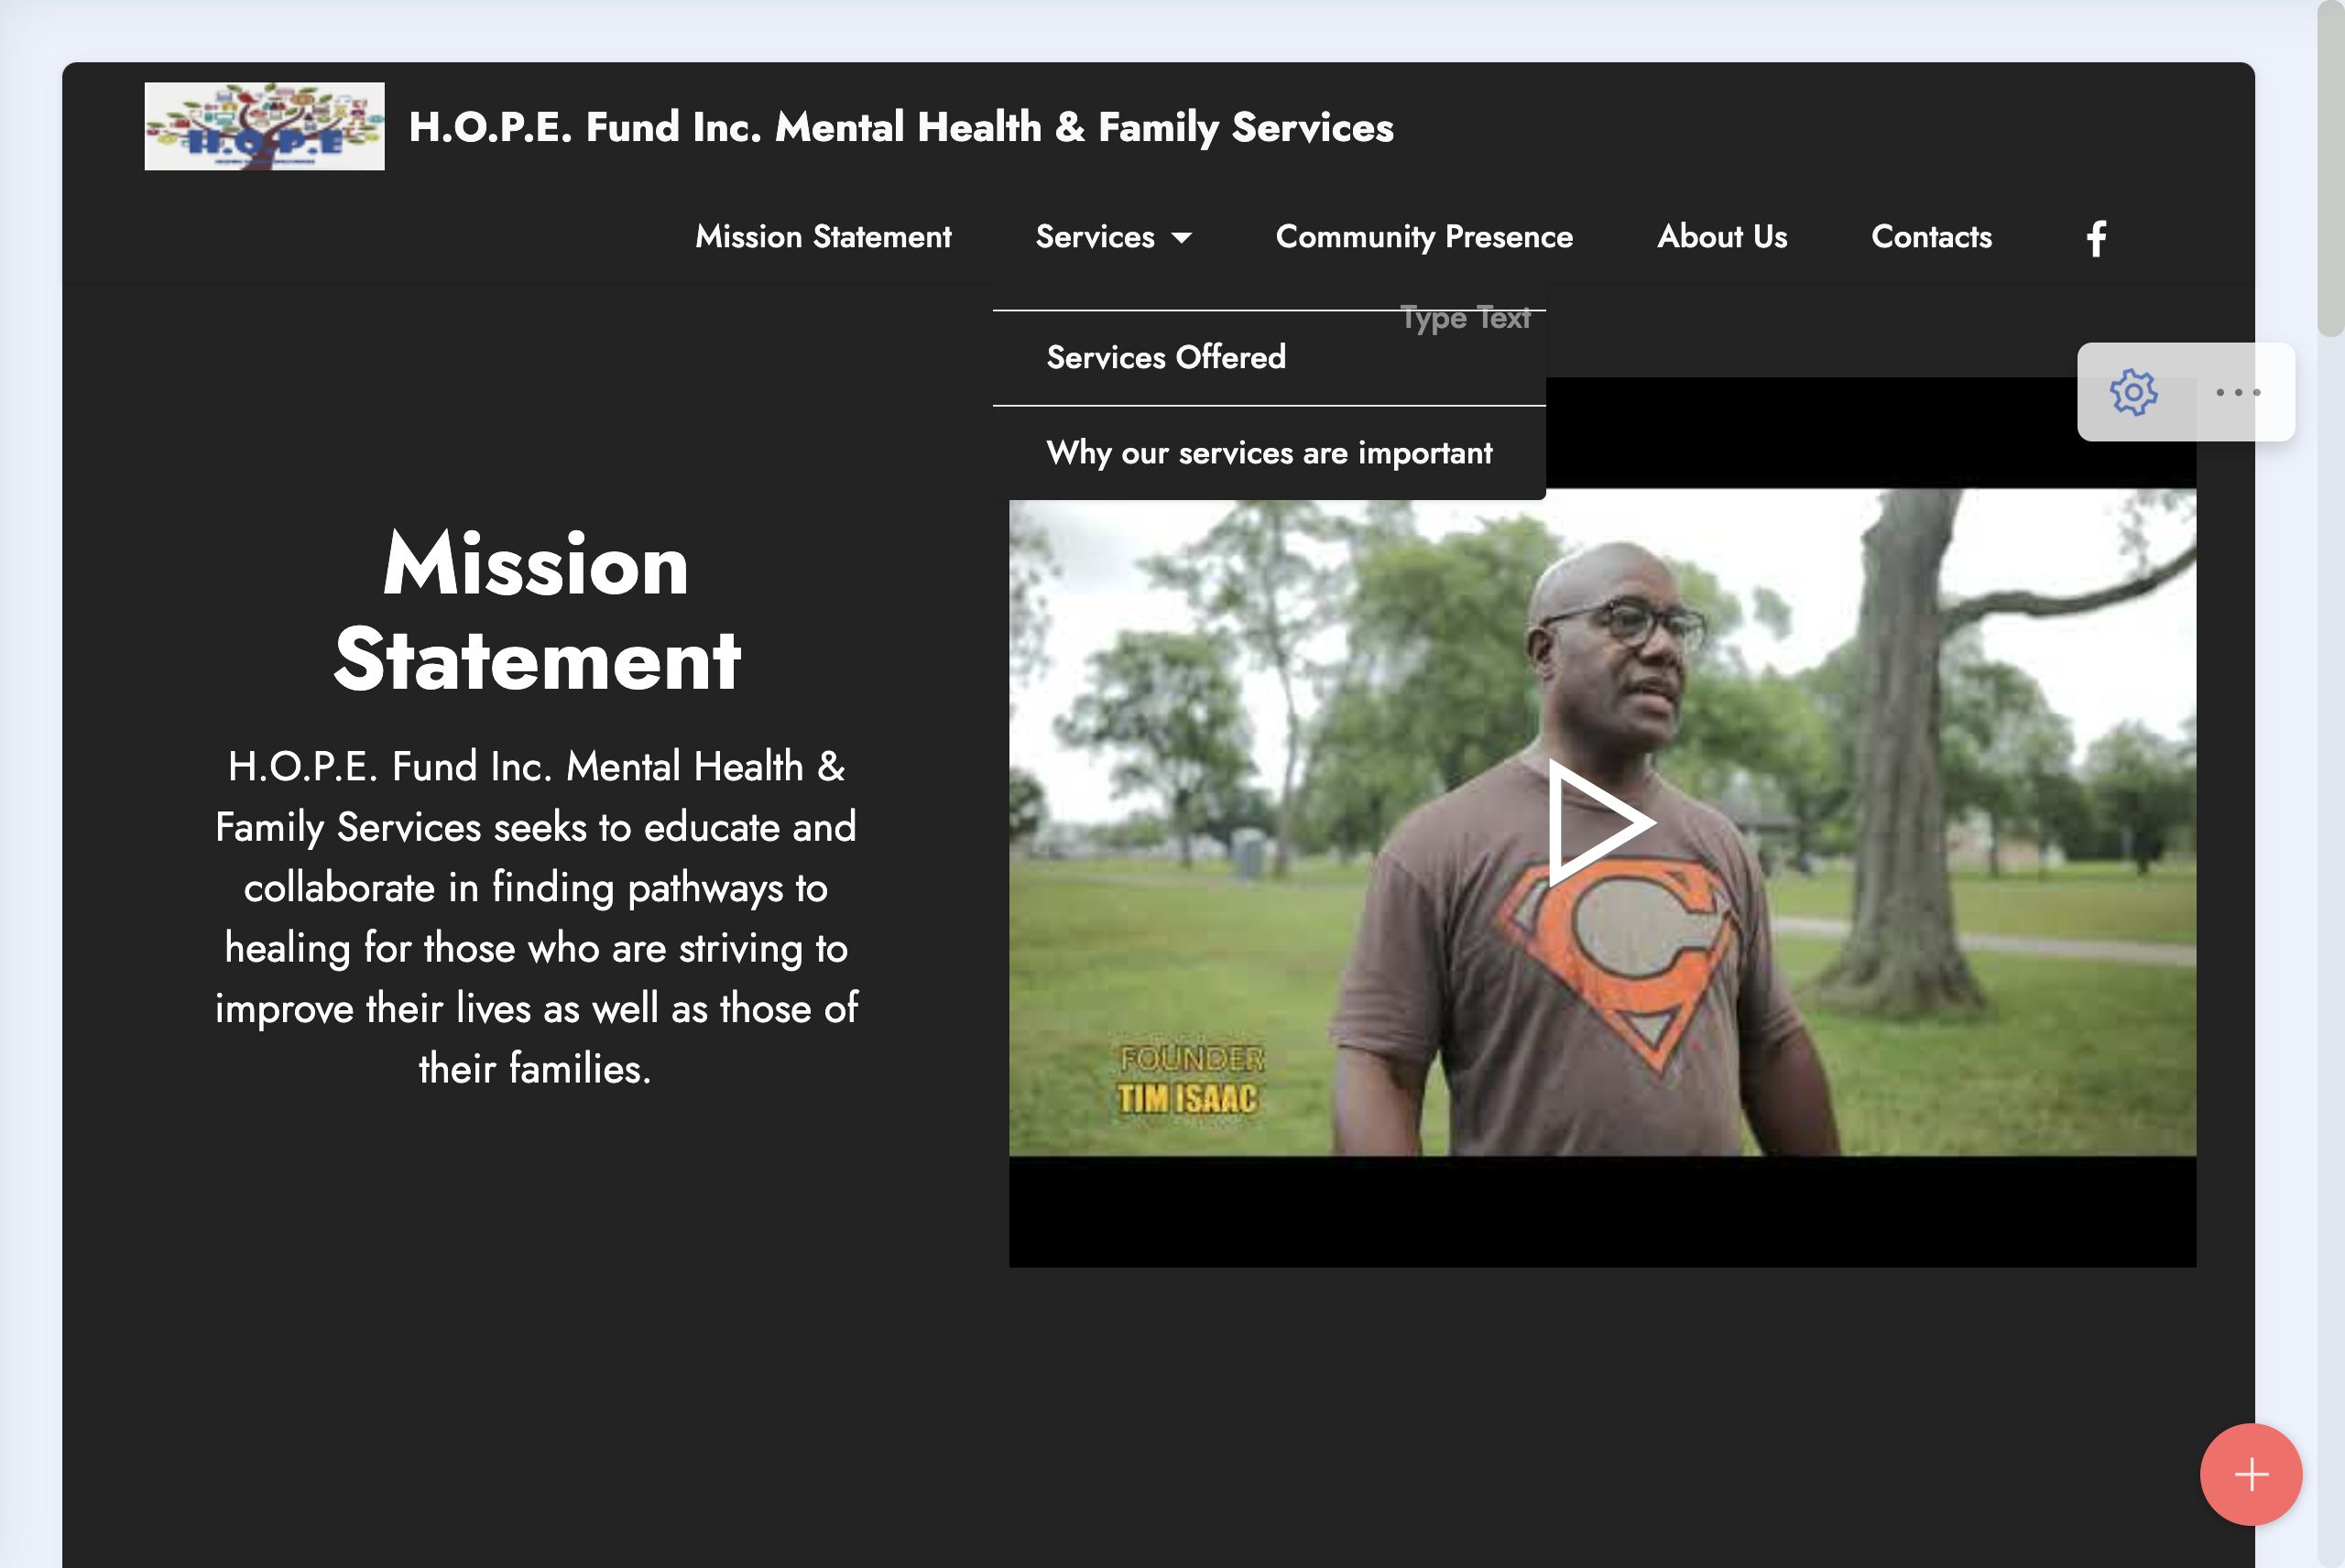 H.O.P.E
H.O.P.E. Fund Inc. Mental Health & Family Services
Mission Statement
Services
Community Presence
About Us
Contacts
Type Text
Services Offered
Why our services are important
Mission
Statement
H.O.P.E. Fund Inc. Mental Health &
Family Services seeks to educate and
collaborate in finding pathways to
healing for those who are striving to
improve their lives as well as those of
their families.
C
FOUNDER
TIM ISAAC